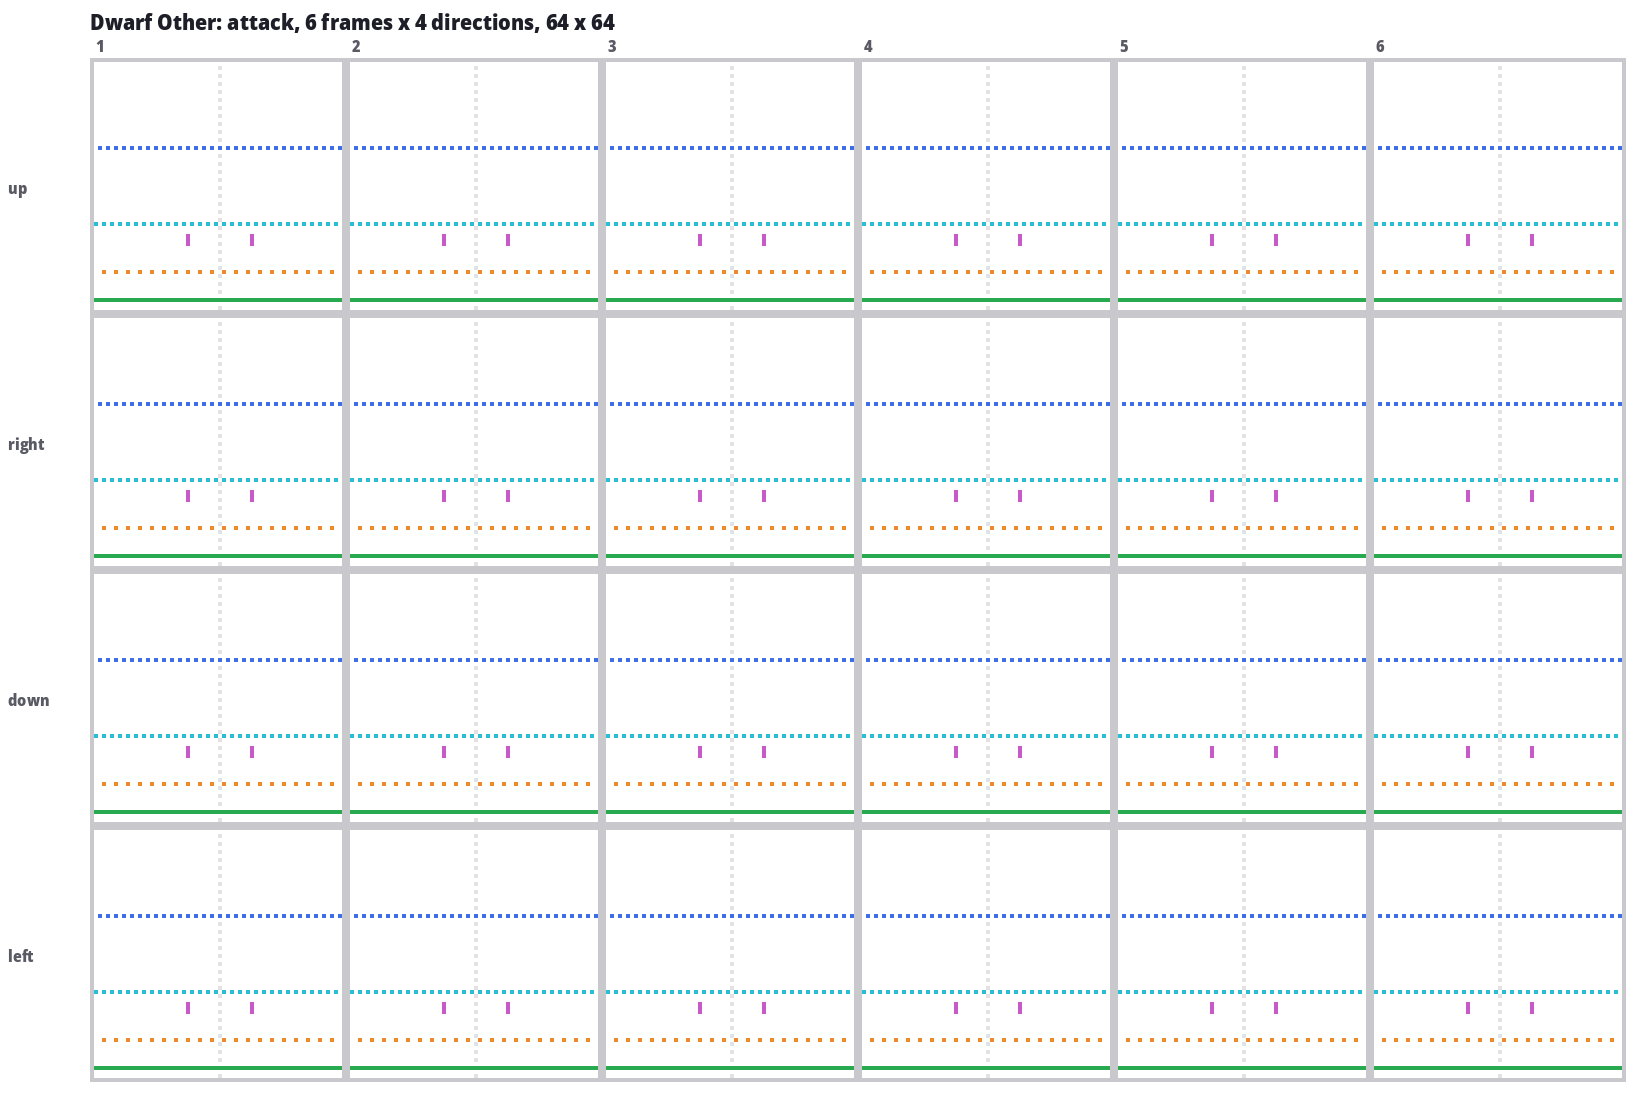 Dwarf Other: attack, 6 frames x 4 directions, 64 x 64
1 2 3 4 5 6
up
right
down
left